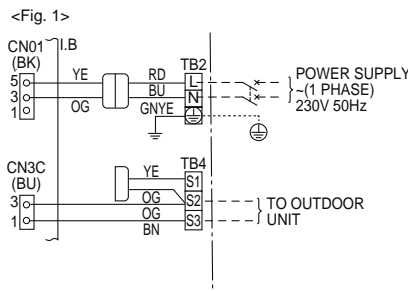 <Fig. 1>
CN01
(BK)
I.B
5
3
1
YE
OG
RD
BU
GNYE
TB2
L
N
POWER SUPPLY
~(1 PHASE)
230V 50Hz
CN3C
(BU)
3
1
YE
OG
OG
BN
TB4
S1
S2
S3
TO OUTDOOR
UNIT